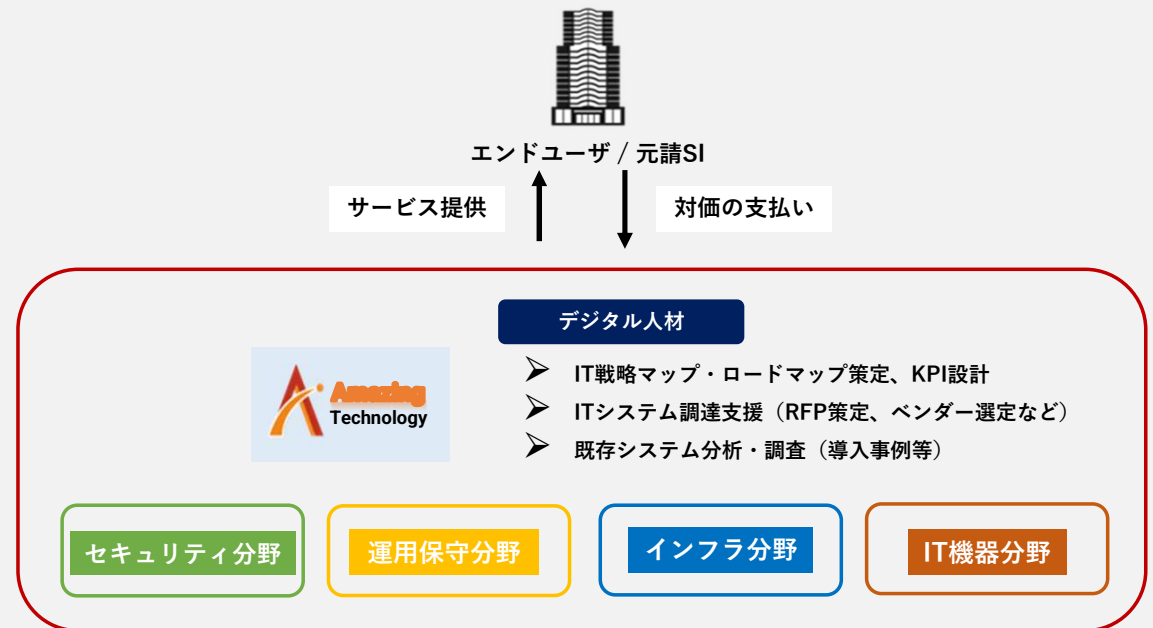 エンドユーザ / 元請SI
サービス提供
対価の支払い
デジタル人材
IT戦略マップ・ロードマップ策定、KPI設計
Amazing
Technology
ITシステム調達支援（RFP策定、ベンダー選定など）
既存システム分析・調査（導入事例等）
セキュリティ分野
運用保守分野
インフラ分野
IT機器分野